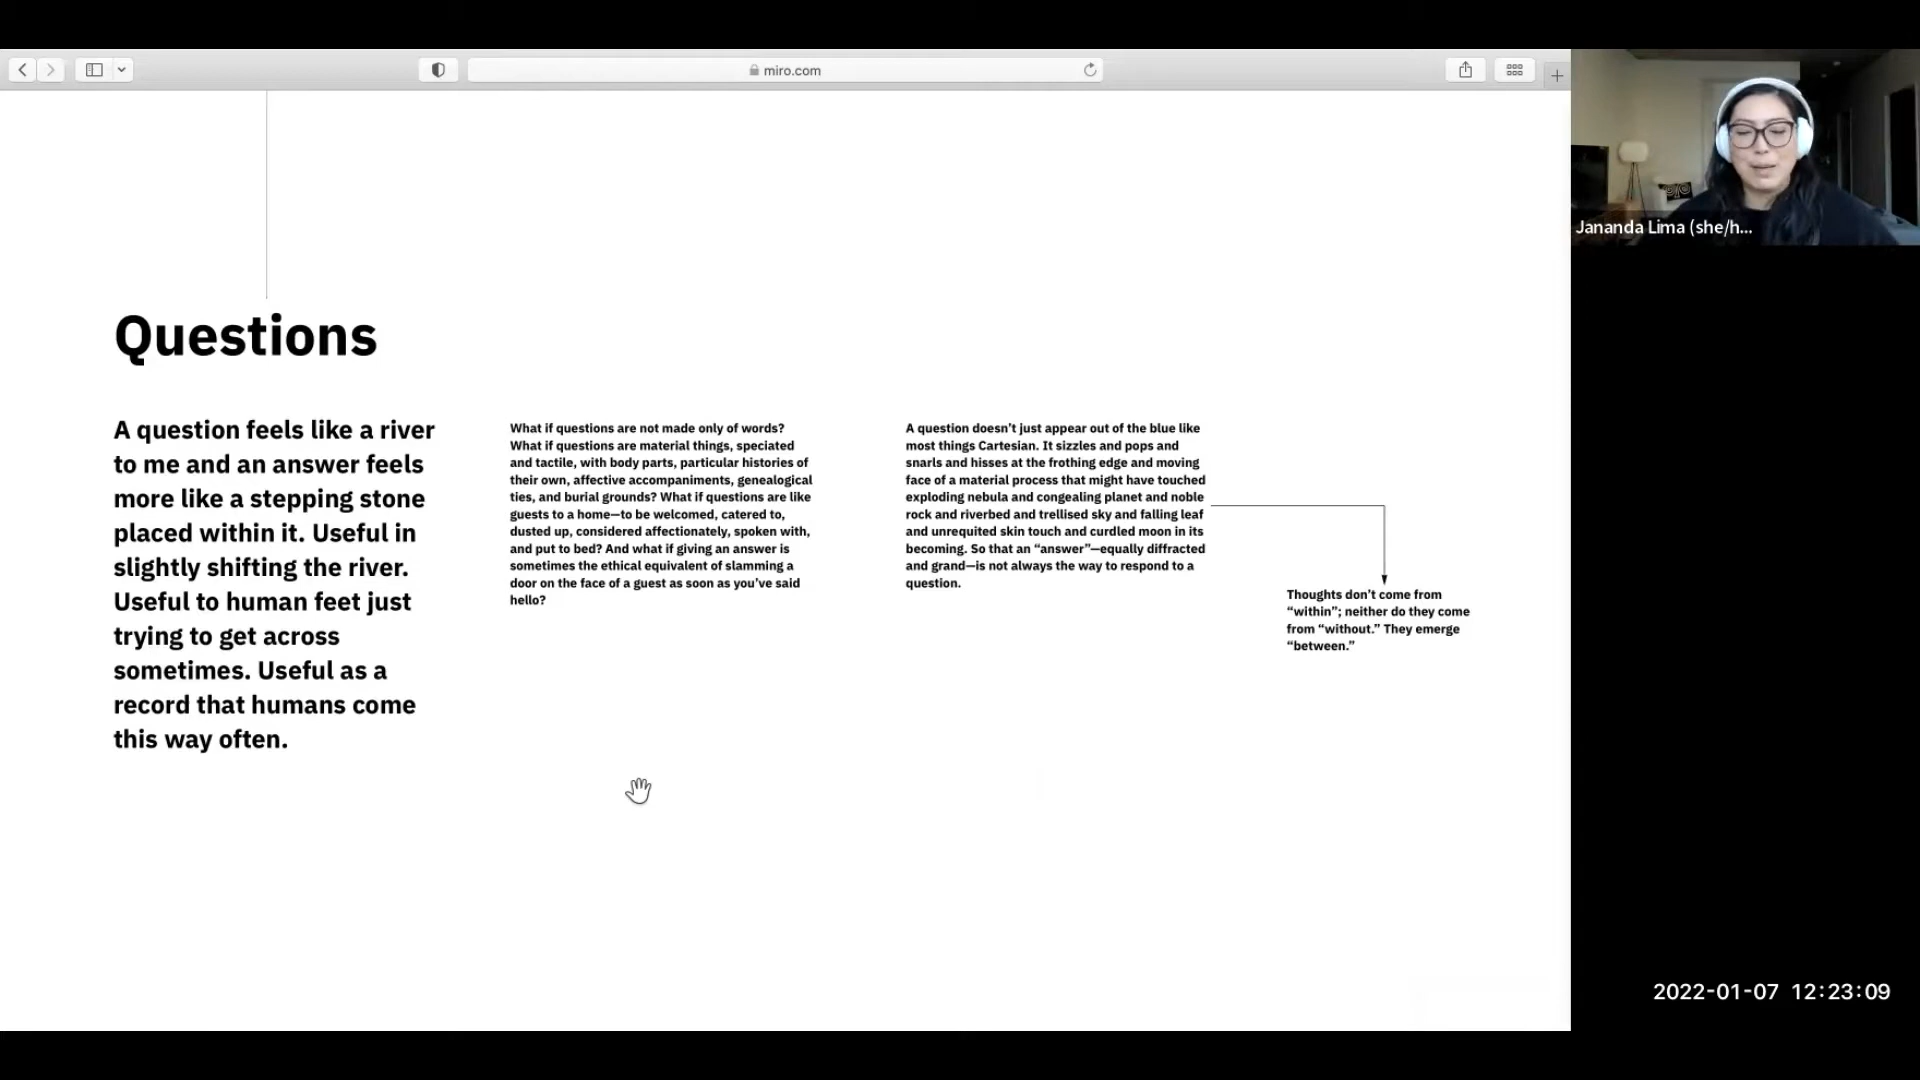 miro.com
Jananda Lima (she/h...
Questions
A question feels like a river
to me and an answer feels
more like a stepping stone
placed within it. Useful in
slightly shifting the river.
Useful to human feet just
trying to get across
sometimes. Useful as a
record that humans come
this way often.
What if questions are not made only of words?
What if questions are material things, speciated
and tactile, with body parts, particular histories of
their own, affective accompaniments, genealogical
ties, and burial grounds? What if questions are like
guests to a home—to be welcomed, catered to,
dusted up, considered affectionately, spoken with,
and put to bed? And what if giving an answer is
sometimes the ethical equivalent of slamming a
door on the face of a guest as soon as you’ve said
hello?
A question doesn’t just appear out of the blue like
most things Cartesian. It sizzles and pops and
snarls and hisses at the frothing edge and moving
face of a material process that might have touched
exploding nebula and congealing planet and noble
rock and riverbed and trellised sky and falling leaf
and unrequited skin touch and curdled moon in its
becoming. So that an “answer”—equally diffracted
and grand—is not always the way to respond to a
question.
Thoughts don’t come from
“within”; neither do they come
from “without.” They emerge
“between.”
2022-01-07 12:23:09